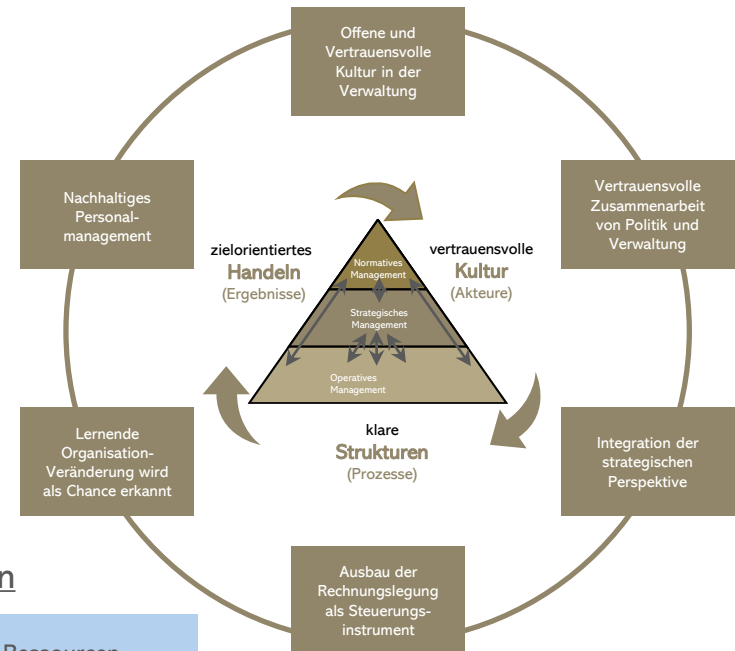 Offene und
Vertrauensvolle
Kultur in der
Verwaltung
Nachhaltiges
Personal-
management
Vertrauensvolle
Zusammenarbeit
von Politik und
Verwaltung
zielorientiertes
Handeln
(Ergebnisse)
vertrauensvolle
Kultur
(Akteure)
Normatives
Management
Strategisches
Management
Operatives
Management
klare
Strukturen
(Prozesse)
Lernende
Organisation-
Veränderung wird
als Chance erkannt
Integration der
strategischen
Perspektive
Ausbau der
Rechnungslegung
als Steuerungs-
instrument